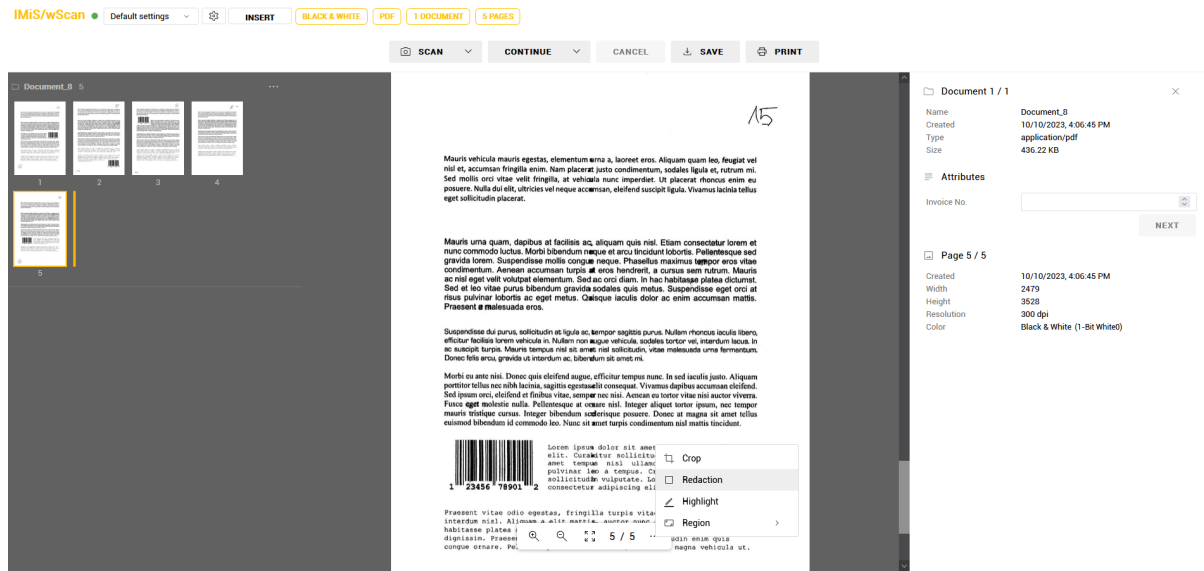 IMiS/wScan
Default settings
INSERT
BLACK & WHITE
PDF
1 DOCUMENT
5 PAGES
SCAN
CONTINUE
CANCEL
SAVE
PRINT
Document_8 5
...
1
2
3
4
5
15
Mauris vehicula mauris egestas, elementum urna a, laoreet eros. Aliquam quam leo, feugiat vel
nisl et, accumsan fringilla enim. Nam placerat justo condimentum, sodales ligula et, rutrum mi.
Sed mollis orci vitae velit fringilla, at vehicula nunc imperdiet. Ut placerat rhoncus enim eu
posuere. Nulla dui elit, ultricies vel neque accumsan, eleifend suscipit ligula. Vivamus lacinia tellus
eget sollicitudin placerat.
Mauris urna quam, dapibus at facilisis ac, aliquam quis nisl. Etiam consectetur lorem et
nunc commodo luctus. Morbi bibendum neque et arcu tincidunt lobortis. Pellentesque sed
gravida lorem. Suspendisse mollis congue neque. Phasellus maximus tempor eros vitae
condimentum. Aenean accumsan turpis at eros hendrerit, a cursus sem rutrum. Mauris
ac nisl eget velit volutpat elementum. Sed ac orci diam. In hac habitasse platea dictumst.
Sed et leo vitae purus bibendum gravida sodales quis metus. Suspendisse eget orci at
risus pulvinar lobortis ac eget metus. Quisque iaculis dolor ac enim accumsan mattis.
Praesent a malesuada eros.
Suspendisse dui purus, sollicitudin at ligula ac, tempor sagittis purus. Nullam rhoncus iaculis libero,
efficitur facilisis lorem vehicula in. Nullam non augue vehicula, sodales tortor vel, interdum lacus. In
ac suscipit turpis. Mauris tempus nisl sit amet nisl sollicitudin, vitae malesuada urna fermentum.
Donec felis arcu, gravida ut interdum ac, bibendum sit amet mi.
Morbi eu ante nisi. Donec quis eleifend augue, efficitur tempus nunc. In sed iaculis justo. Aliquam
porttitor tellus nec nibh lacinia, sagittis egestas elit consequat. Vivamus dapibus accumsan eleifend.
Sed ipsum orci, eleifend et finibus vitae, semper nec nisi. Aenean eu tortor vitae nisi auctor viverra.
Fusce eget molestie nulla. Pellentesque at ornare nisl. Integer aliquet tortor ipsum, nec tempor
mauris tristique cursus. Integer bibendum scelerisque posuere. Donec at magna sit amet tellus
euismod bibendum id commodo leo. Nunc sit amet turpis condimentum nisl mattis tincidunt.
1 23456 78901 2
Lorem ipsum dolor sit amet
elit. Curabitur sollicitu
amet tempus nisi ullamc
pulvinar leo a tempus. Cr
sollicitudin vulputate. Lo
consectetur adipiscing eli
Praesent vitae odio egestas, fringilla turpis vitae
interdum nisl. Aliquam a elit mattis, auctor nunc
habitasse platea
dignissim. Praesen udin enim quis
congue ornare. Pe magna vehicula ut.
Crop
Redaction
Highlight
Region
5 / 5
Document 1 / 1
Name Document_8
Created 10/10/2023, 4:06:45 PM
Type application/pdf
Size 436.22 KB
Attributes
Invoice No.
NEXT
Page 5 / 5
Created 10/10/2023, 4:06:45 PM
Width 2479
Height 3528
Resolution 300 dpi
Color Black & White (1-Bit White0)